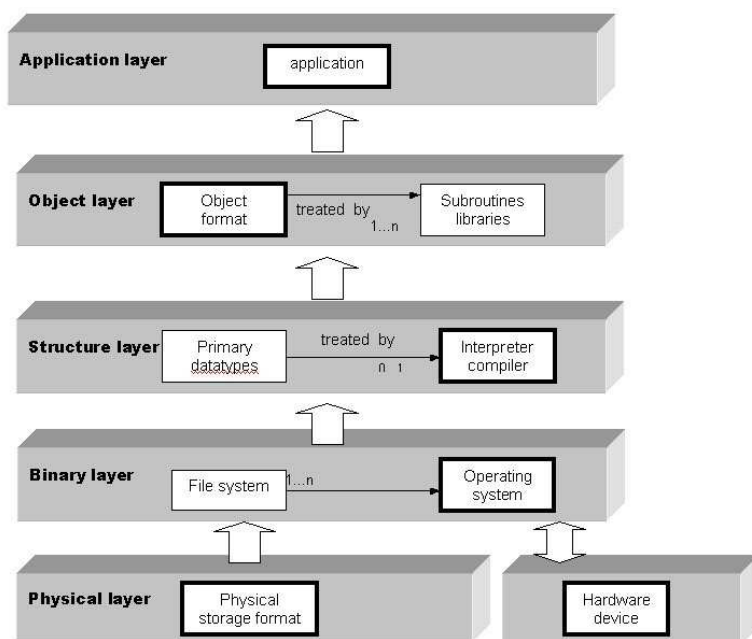 Application layer
application
Object layer
Object
format
treated by
1...n
Subroutines
libraries
Structure layer
Primary
datatypes
treated by
Interpreter
compiler
Binary layer
File system
1...n
Operating
system
Physical layer
Physical
storage format
Hardware
device